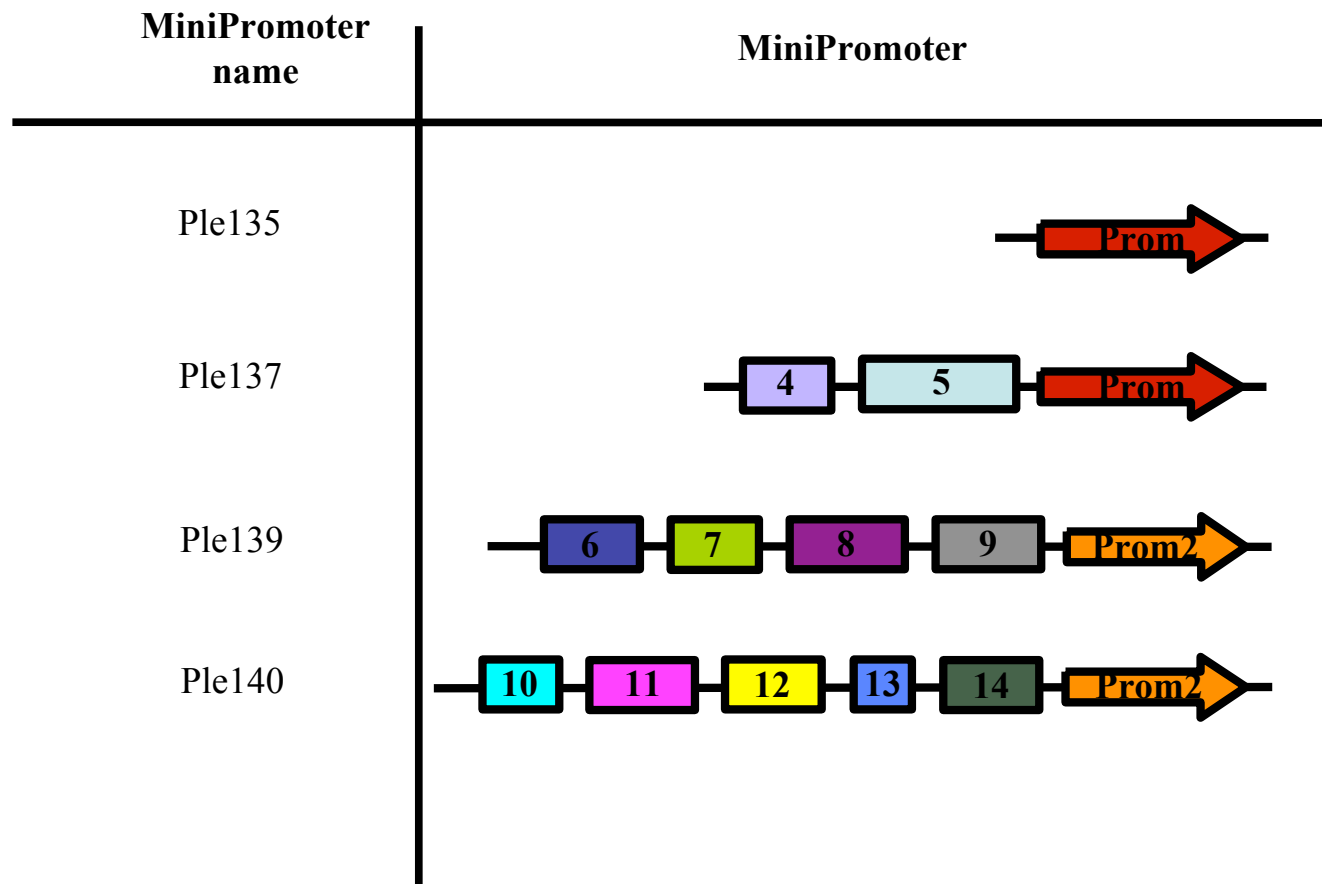 MiniPromoter
name
MiniPromoter
Ple135
Prom
Ple137
4 5 Prom
Ple139
6 7 8 9 Prom2
Ple140
10 11 12 13 14 Prom2